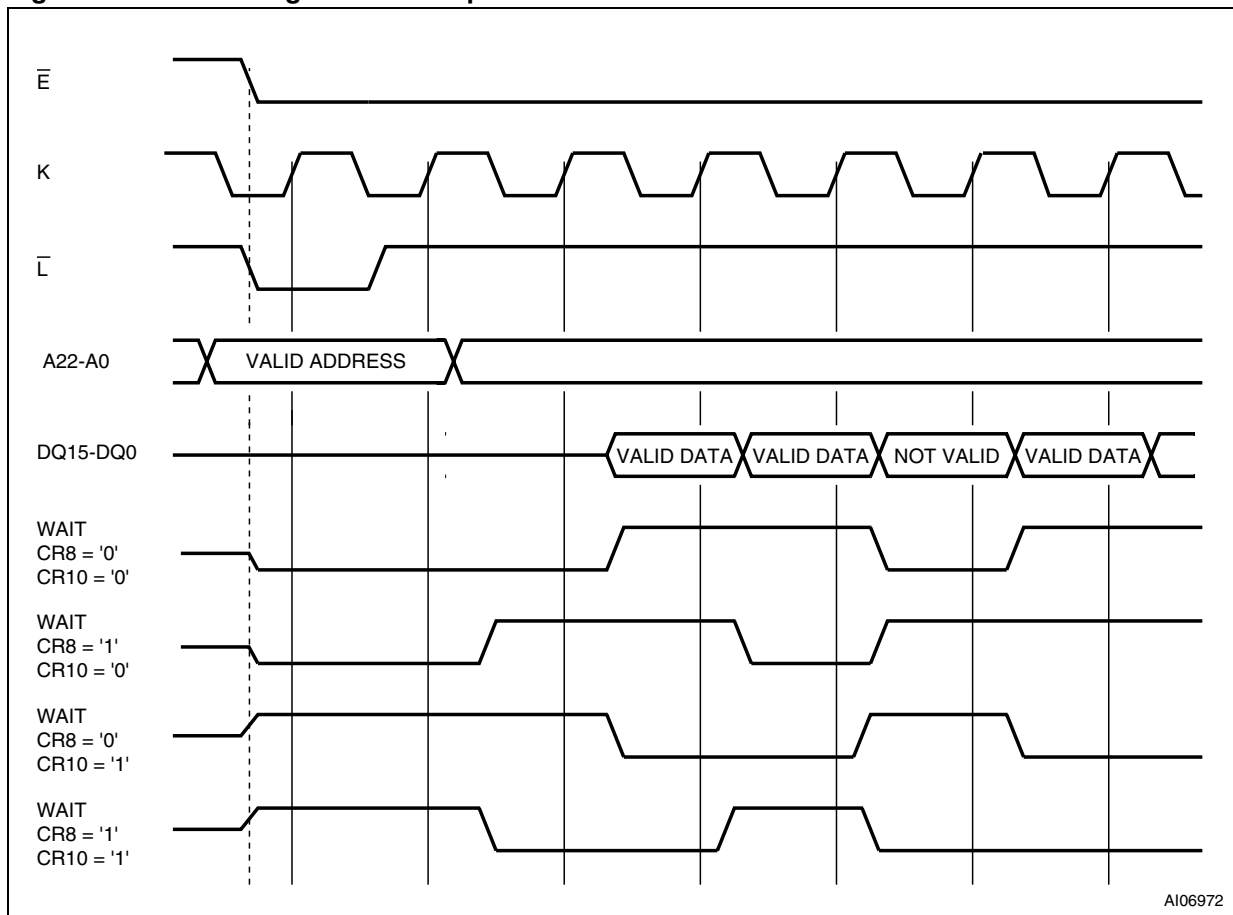 E
K
L
A22-A0
VALID ADDRESS
DQ15-DQ0
VALID DATA VALID DATA NOT VALID VALID DATA
WAIT
CR8 = '0'
CR10 = '0'
WAIT
CR8 = '1'
CR10 = '0'
WAIT
CR8 = '0'
CR10 = '1'
WAIT
CR8 = '1'
CR10 = '1'
AI06972